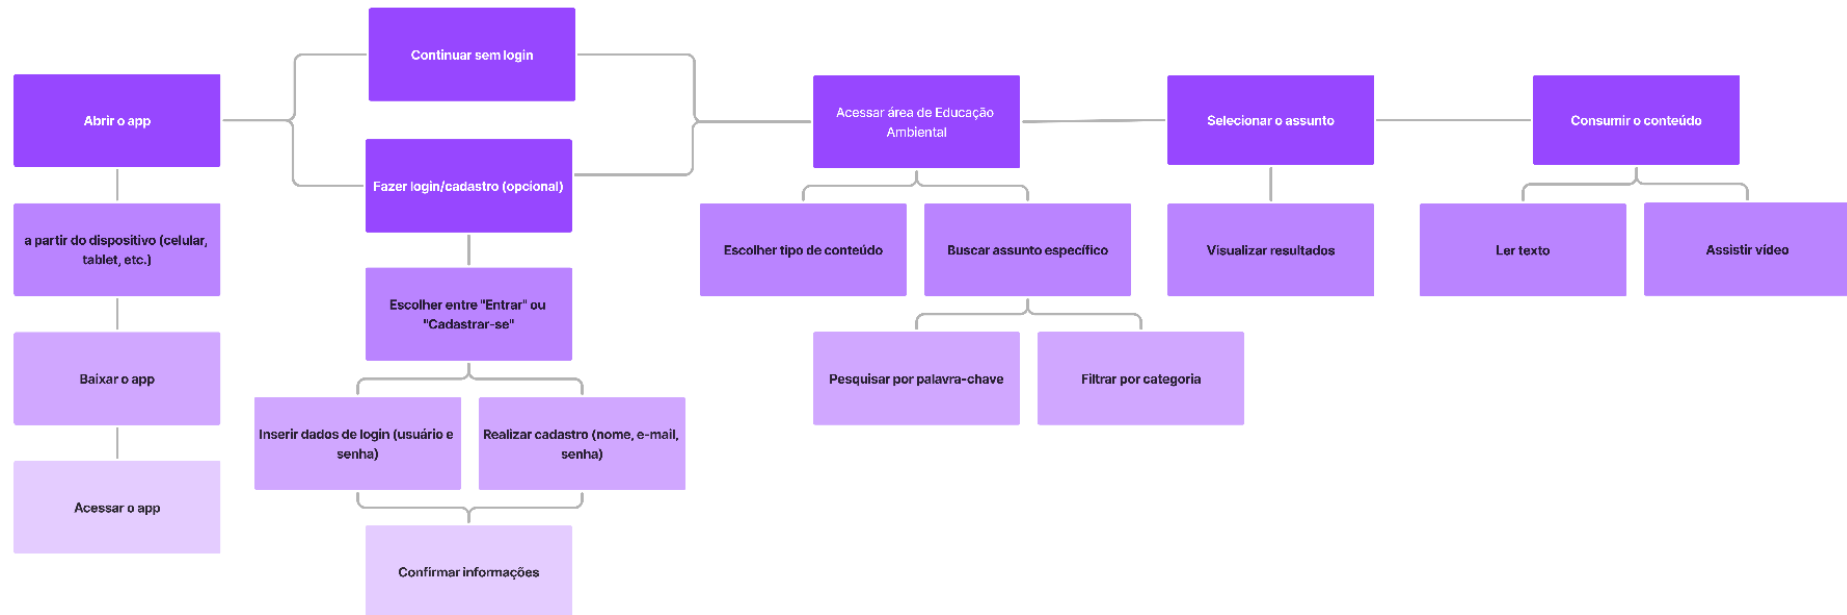 Continuar sem login
Abrir o app
Fazer login/cadastro (opcional)
Acessar área de Educação
Ambiental
Selecionar o assunto
Consumir o conteúdo
a partir do dispositivo (celular,
tablet, etc.)
Escolher entre "Entrar" ou
"Cadastrar-se"
Escolher tipo de conteúdo
Buscar assunto específico
Visualizar resultados
Ler texto
Assistir vídeo
Baixar o app
Inserir dados de login (usuário e
senha)
Realizar cadastro (nome, e-mail,
senha)
Pesquisar por palavra-chave
Filtrar por categoria
Acessar o app
Confirmar informações